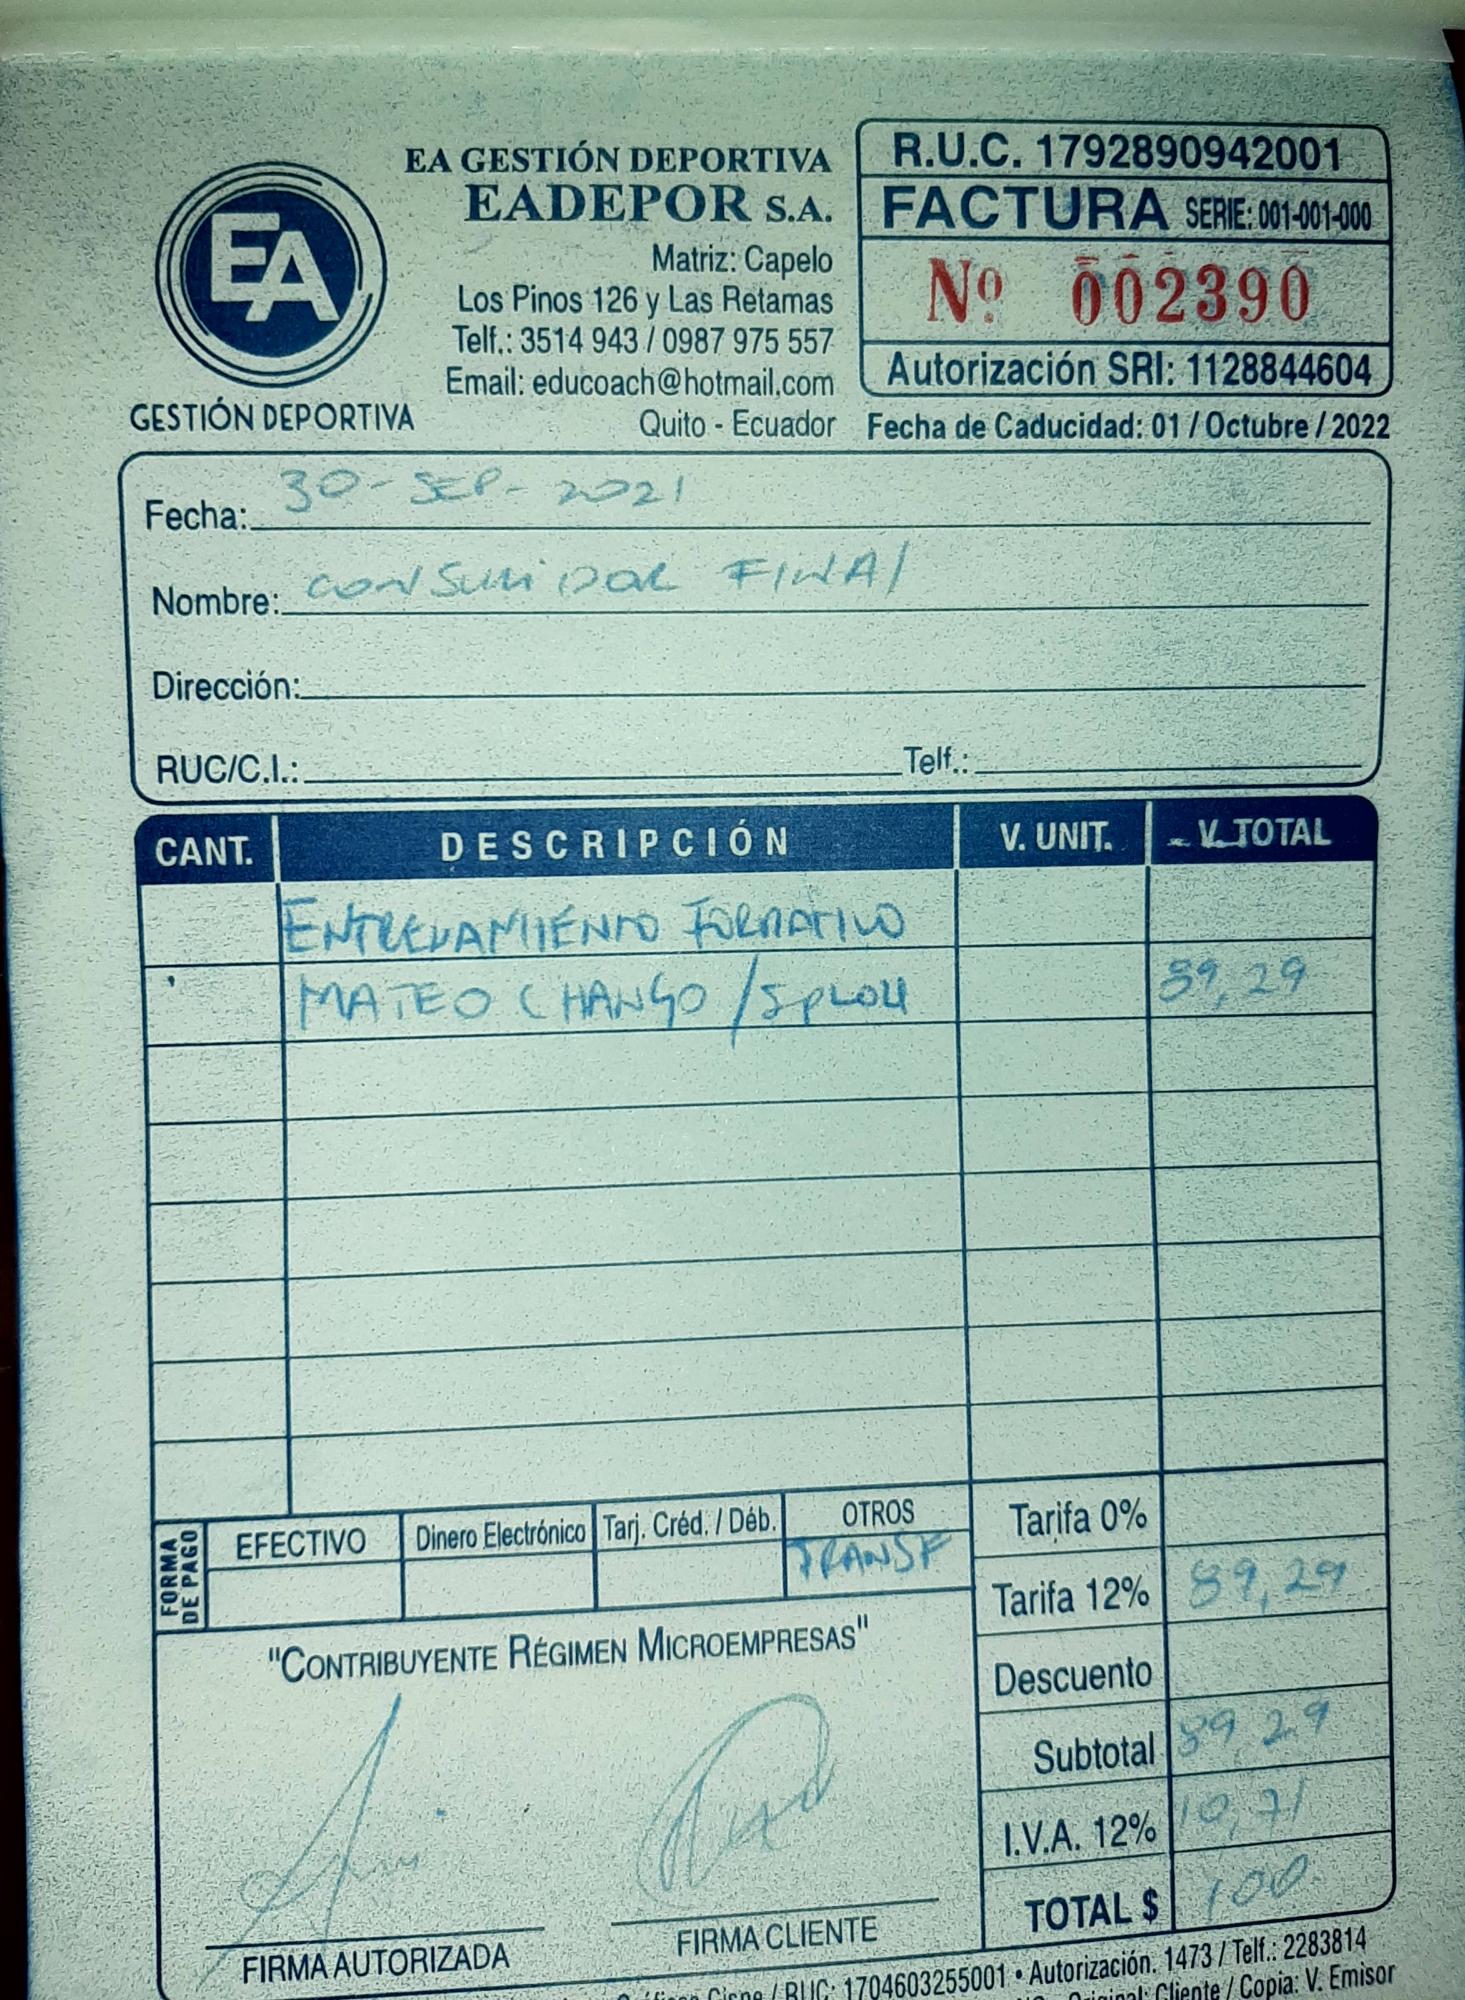 EA
GESTIÓN DEPORTIVA
EA GESTIÓN DEPORTIVA
EADEPOR S.A.
Matriz: Capelo
Los Pinos 126 y Las Retamas
Telf.: 3514 943 / 0987 975 557
Email: educoach@hotmail.com
Quito - Ecuador
R.U.C. 1792890942001
FACTURA SERIE: 001-001-000
Nº 002390
Autorización SRI: 1128844604
Fecha de Caducidad: 01 / Octubre / 2022
Fecha: 30-SEP-2021
Nombre: CONSUMIDOR FINAl
Dirección:
RUC/C.I.: Telf.:
CANT. DESCRIPCIÓN V. UNIT. V. TOTAL
ENTRENAMIENTO FORMATIVO
MATEO CHANGO / 89,29
FORMA DE PAGO
EFECTIVO Dinero Electrónico Tarj. Créd. / Déb. OTROS
TRANSF
Tarifa 0%
Tarifa 12% 89,29
Descuento
Subtotal 89,29
I.V.A. 12% 10,71
TOTAL $ 100.
"CONTRIBUYENTE RÉGIMEN MICROEMPRESAS"
FIRMA AUTORIZADA
FIRMA CLIENTE
Cisne / RUC: 1704603255001 • Autorización. 1473 / Telf.: 2283814
Original: Cliente / Copia: V. Emisor